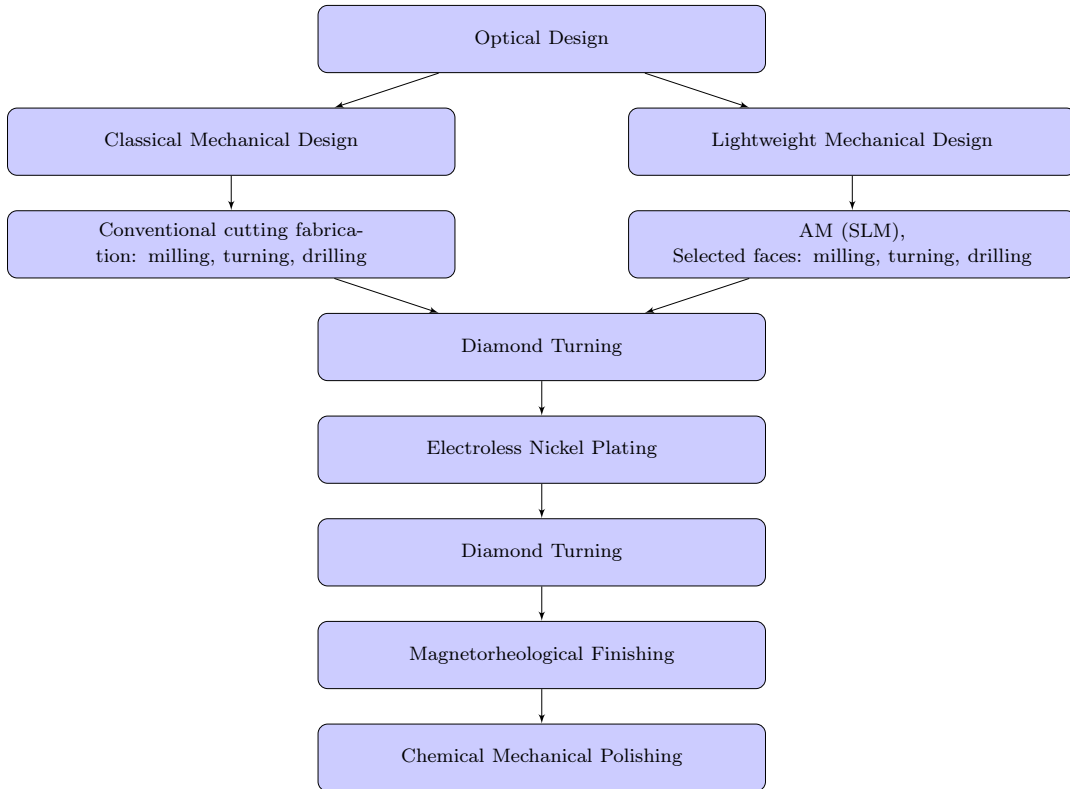 Optical Design
Classical Mechanical Design
Lightweight Mechanical Design
Conventional cutting fabrica-
tion: milling, turning, drilling
AM (SLM),
Selected faces: milling, turning, drilling
Diamond Turning
Electroless Nickel Plating
Diamond Turning
Magnetorheological Finishing
Chemical Mechanical Polishing